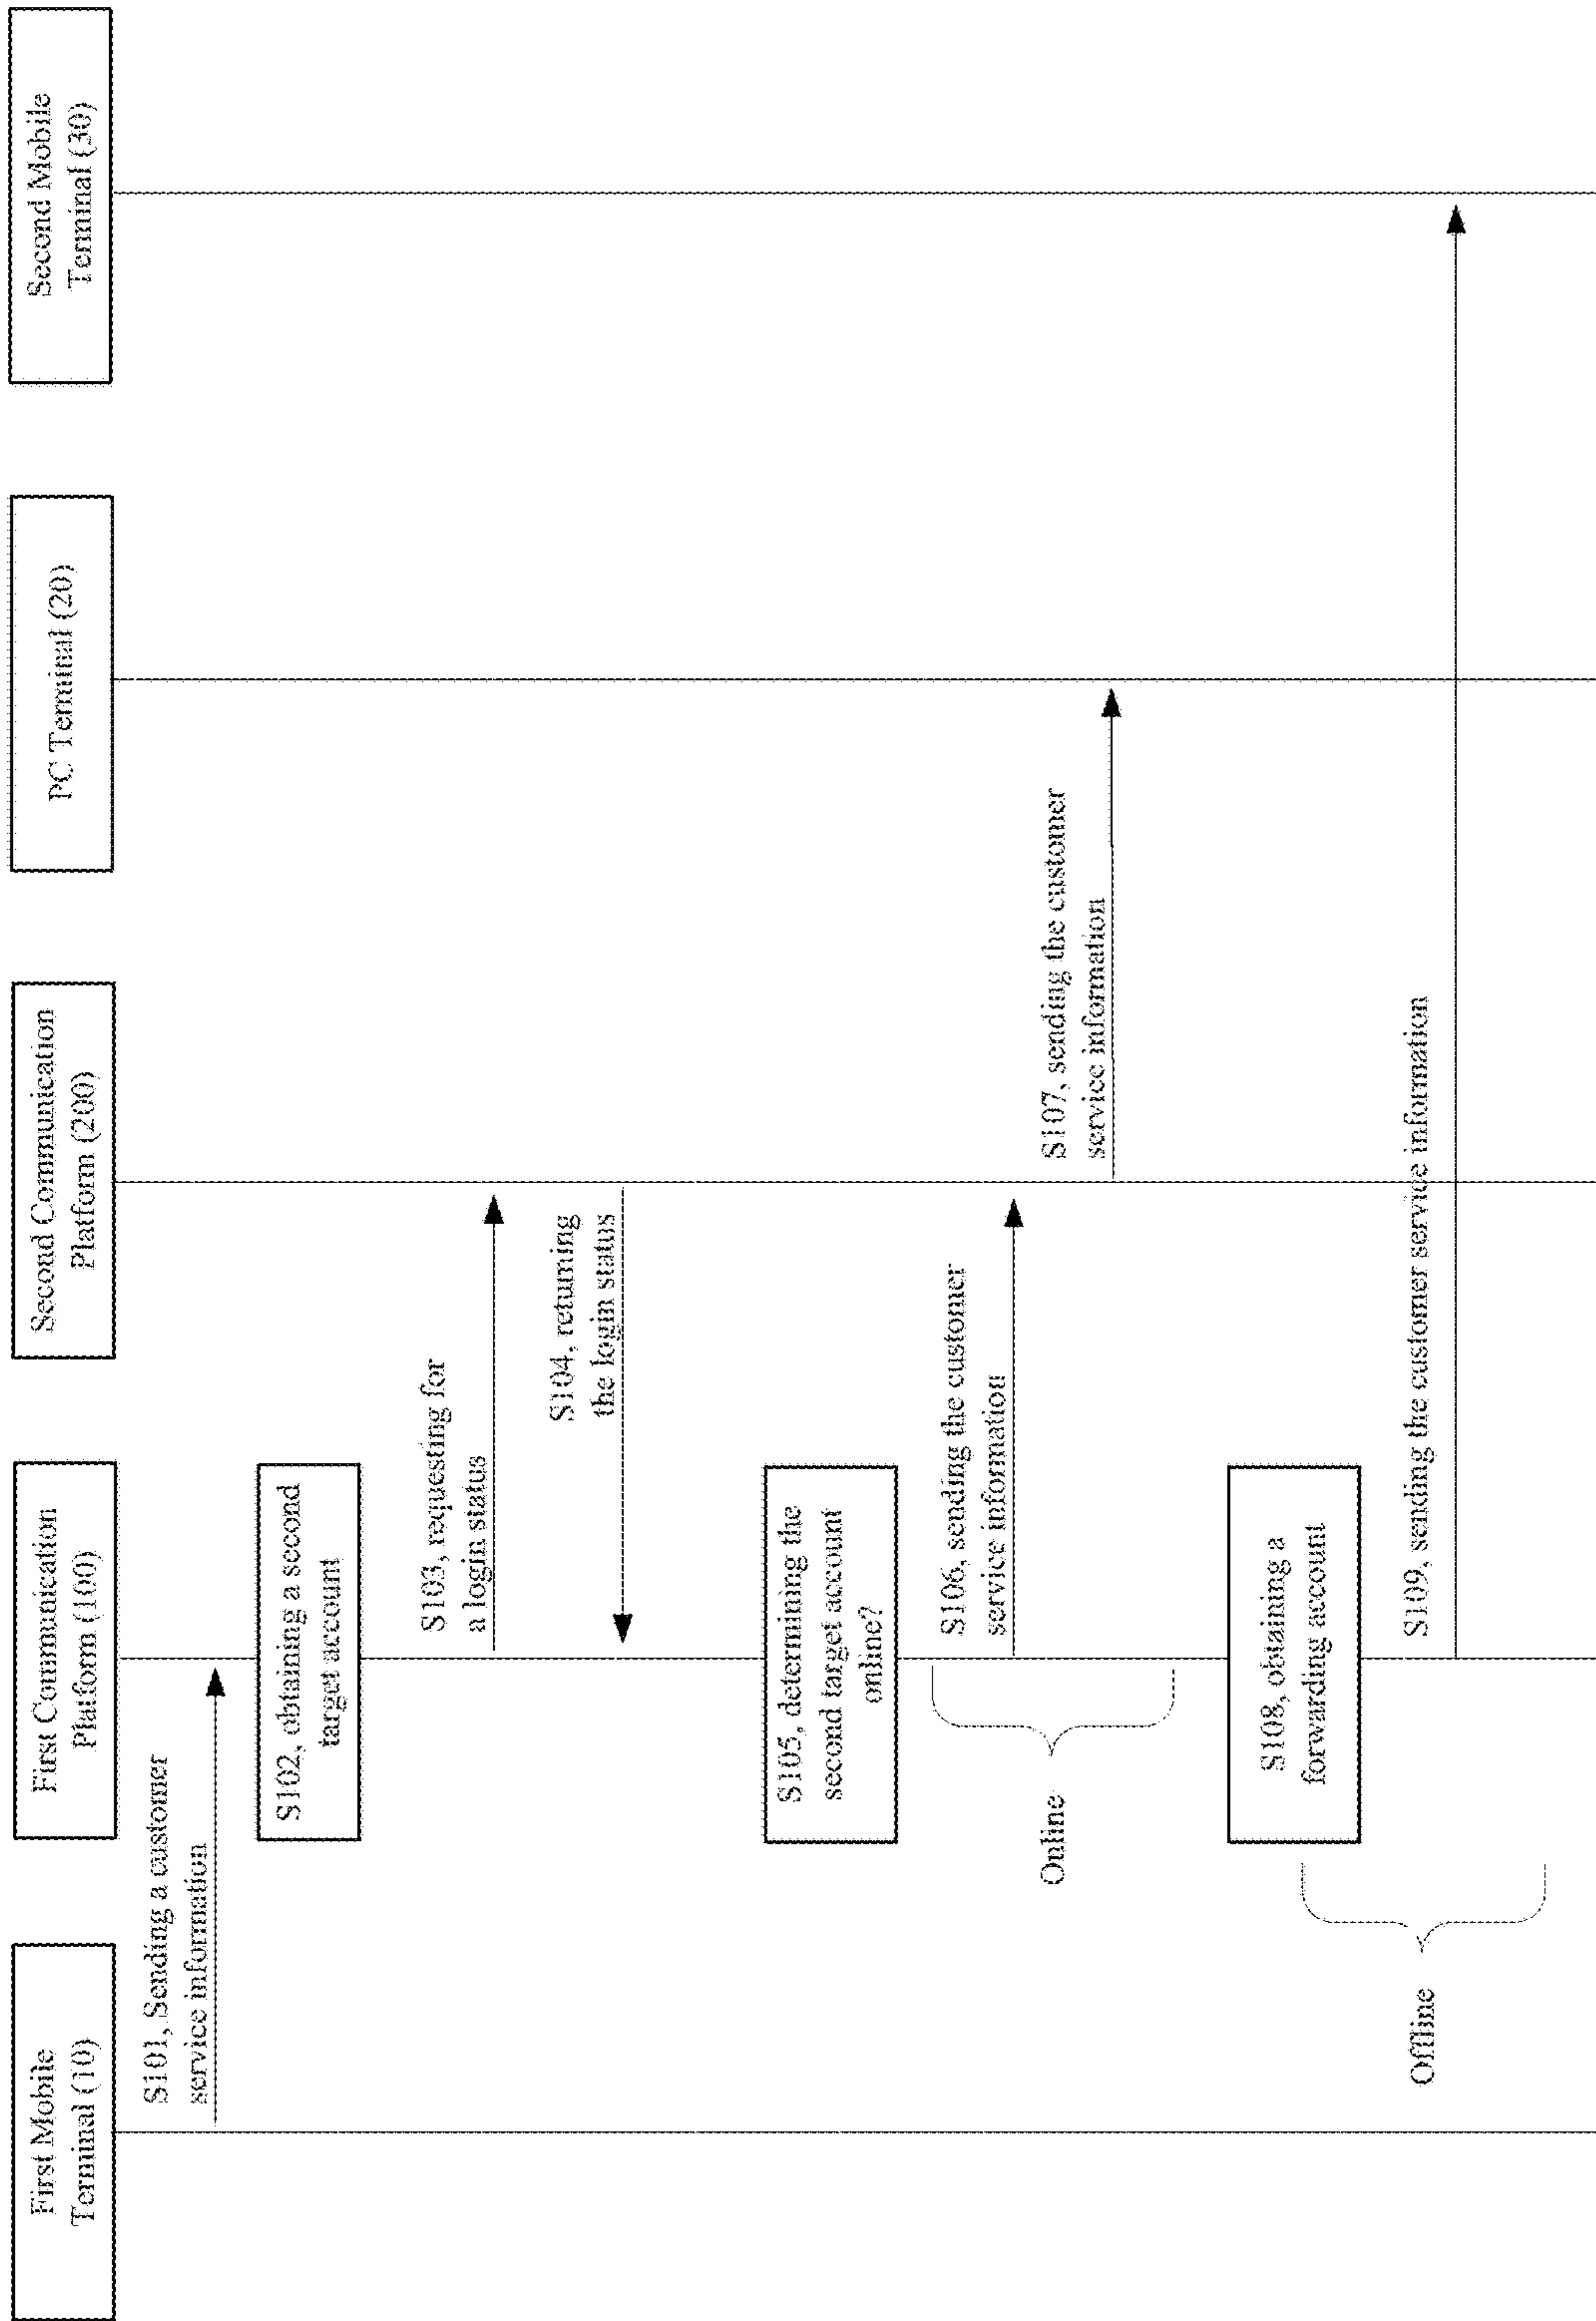 First Mobile
Terminal (10)
First Communication
Platform (100)
Second Communication
Platform (200)
PC Terminal (20)
Second Mobile
Terminal (30)
S101, Sending a customer
service information
S102, obtaining a second
target account
S103, requesting for
a login status
S104, returning
the login status
S105, determining the
second target account
online?
S106, sending the customer
service information
S107, sending the customer
service information
Online
S108, obtaining a
forwarding account
S109, sending the customer service information
Offline